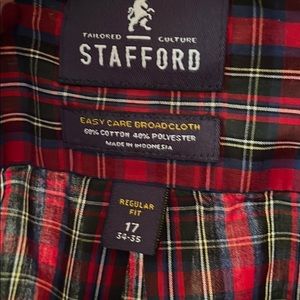 TAILORED CULTURE
STAFFORD
EASY CARE BROADCLOTH
60% COTTON 40% POLYESTER
MADE IN INDONESIA
REGULAR
FIT
17
34-35